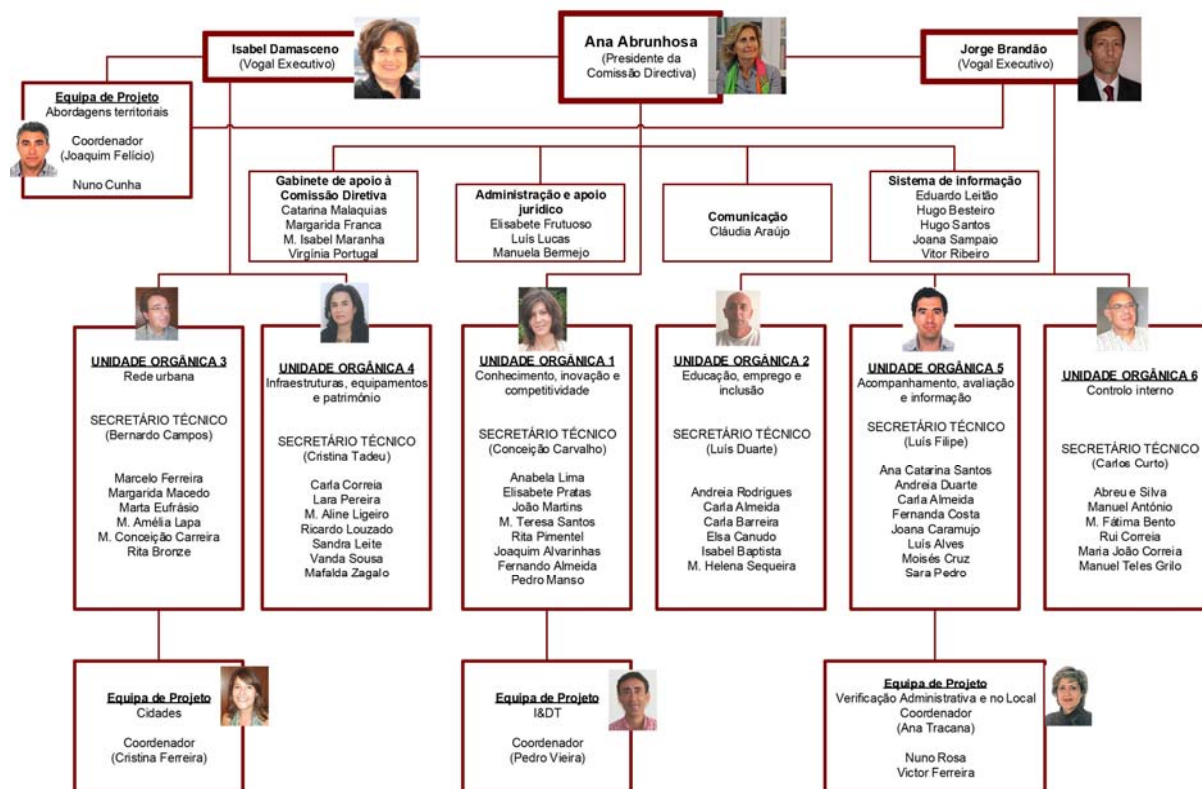 Isabel Damasceno
(Vogal Executivo)
Ana Abrunhosa
(Presidente da
Comissão Directiva)
Jorge Brandão
(Vogal Executivo)
Equipa de Projeto
Abordagens territoriais
Coordenador
(Joaquim Felício)
Nuno Cunha
Gabinete de apoio à
Comissão Diretiva
Catarina Malaquias
Margarida Franca
M. Isabel Maranha
Virgínia Portugal
Administração e apoio
jurídico
Elisabete Frutuoso
Luís Lucas
Manuela Bermejo
Comunicação
Cláudia Araújo
Sistema de informação
Eduardo Leitão
Hugo Besteiro
Hugo Santos
Joana Sampaio
Vitor Ribeiro
UNIDADE ORGÂNICA 3
Rede urbana
SECRETÁRIO TÉCNICO
(Bernardo Campos)
Marcelo Ferreira
Margarida Macedo
Marta Eufrásio
M. Amélia Lapa
M. Conceição Carreira
Rita Bronze
UNIDADE ORGÂNICA 4
Infraestruturas, equipamentos
e património
SECRETÁRIO TÉCNICO
(Cristina Tadeu)
Carla Correia
Lara Pereira
M. Aline Ligeiro
Ricardo Louzado
Sandra Leite
Vanda Sousa
Mafalda Zagalo
UNIDADE ORGÂNICA 1
Conhecimento, inovação e
competitividade
SECRETÁRIO TÉCNICO
(Conceição Carvalho)
Anabela Lima
Elisabete Pratas
João Martins
M. Teresa Santos
Rita Pimentel
Joaquim Alvarinhas
Fernando Almeida
Pedro Manso
UNIDADE ORGÂNICA 2
Educação, emprego e
inclusão
SECRETÁRIO TÉCNICO
(Luís Duarte)
Andreia Rodrigues
Carla Almeida
Carla Barreira
Elsa Canudo
Isabel Baptista
M. Helena Sequeira
UNIDADE ORGÂNICA 5
Acompanhamento, avaliação
e informação
SECRETÁRIO TÉCNICO
(Luís Filipe)
Ana Catarina Santos
Andreia Duarte
Carla Almeida
Fernanda Costa
Joana Caramujo
Luís Alves
Moisés Cruz
Sara Pedro
UNIDADE ORGÂNICA 6
Controlo interno
SECRETÁRIO TÉCNICO
(Carlos Curto)
Abreu e Silva
Manuel António
M. Fátima Bento
Rui Correia
Maria João Correia
Manuel Teles Grilo
Equipa de Projeto
Cidades
Coordenador
(Cristina Ferreira)
Equipa de Projeto
I&DT
Coordenador
(Pedro Vieira)
Equipa de Projeto
Verificação Administrativa e no Local
Coordenador
(Ana Tracana)
Nuno Rosa
Victor Ferreira